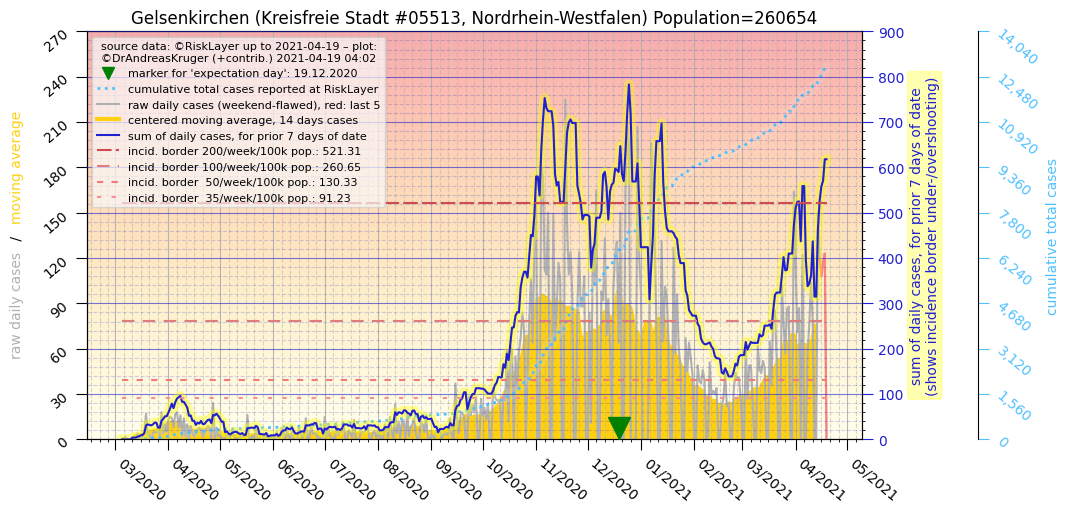 Gelsenkirchen (Kreisfreie Stadt #05513, Nordrhein-Westfalen) Population=260654
source data: ©RiskLayer up to 2021-04-19 – plot:
©DrAndreasKruger (+contrib.) 2021-04-19 04:02
marker for 'expectation day': 19.12.2020
cumulative total cases reported at RiskLayer
raw daily cases (weekend-flawed), red: last 5
centered moving average, 14 days cases
sum of daily cases, for prior 7 days of date
incid. border 200/week/100k pop.: 521.31
incid. border 100/week/100k pop.: 260.65
incid. border  50/week/100k pop.: 130.33
incid. border  35/week/100k pop.: 91.23
raw daily cases  /  moving average
270
240
210
180
150
120
90
60
30
0
03/2020
04/2020
05/2020
06/2020
07/2020
08/2020
09/2020
10/2020
11/2020
12/2020
01/2021
02/2021
03/2021
04/2021
05/2021
900
800
700
600
500
400
300
200
100
0
sum of daily cases, for prior 7 days of date
(shows incidence border under-/overshooting)
14,040
12,480
10,920
9,360
7,800
6,240
4,680
3,120
1,560
0
cumulative total cases